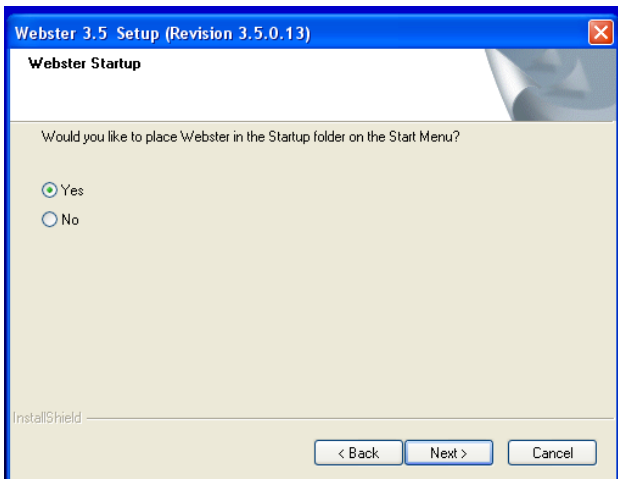 Webster 3.5 Setup (Revision 3.5.0.13)
Webster Startup
Would you like to place Webster in the Startup folder on the Start Menu?
Yes
No
InstallShield
< Back
Next >
Cancel